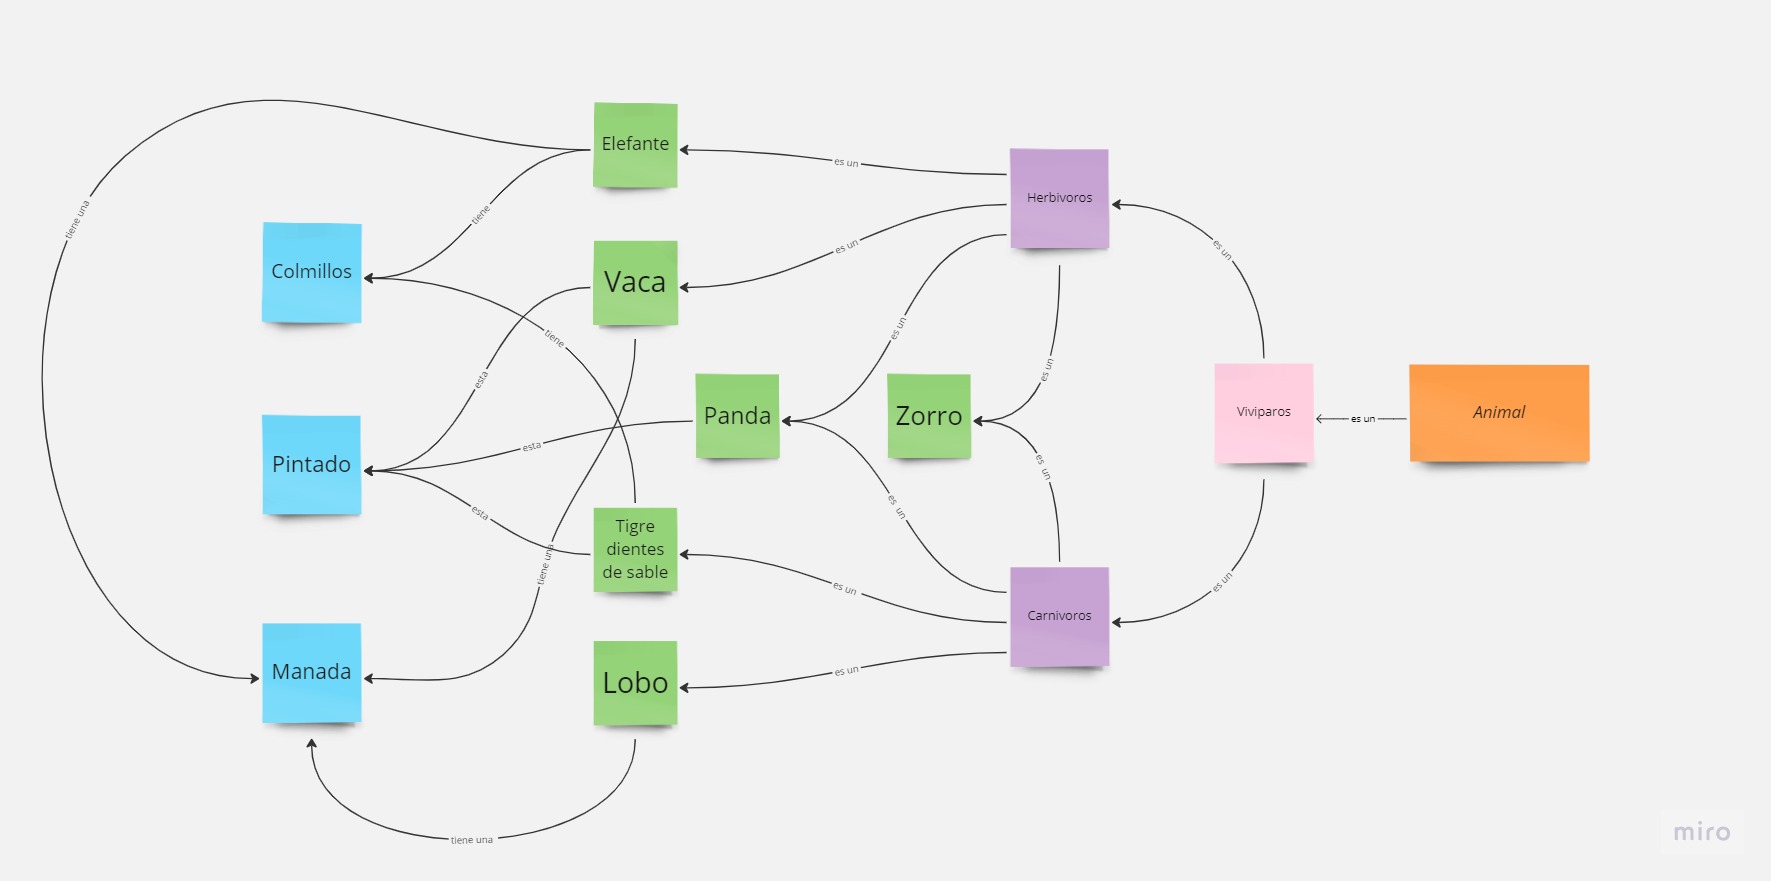 Elefante
es un
Herbivoros
tiene una
tiene
Colmillos
Vaca
es un
es un
tiene
es un
esta
es un
Panda
Zorro
Viviparos
es un
Animal
Pintado
esta
es un
es un
esta
Tigre
dientes
de sable
tiene una
es un
es un
Carnivoros
Manada
Lobo
es un
tiene una
miro